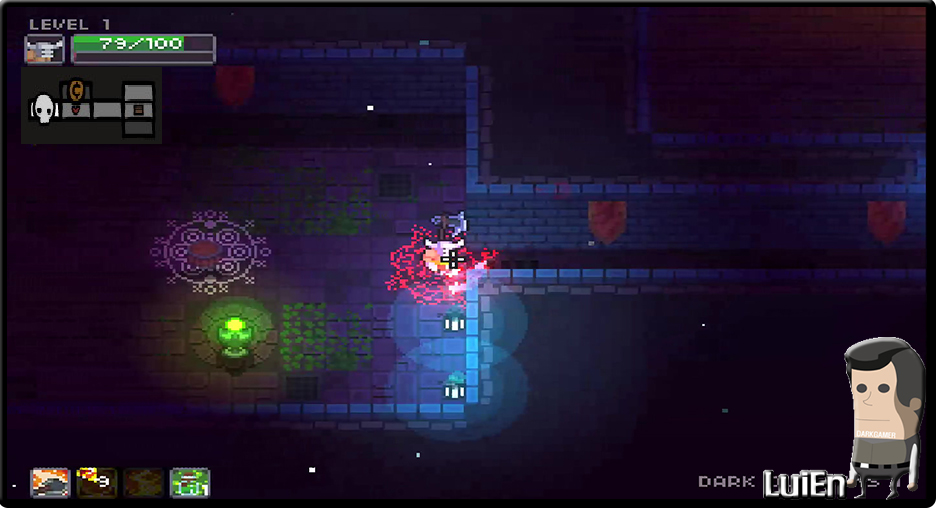 LEVEL 1
79/100
9
DARKGAMER
DARK
LuiEn